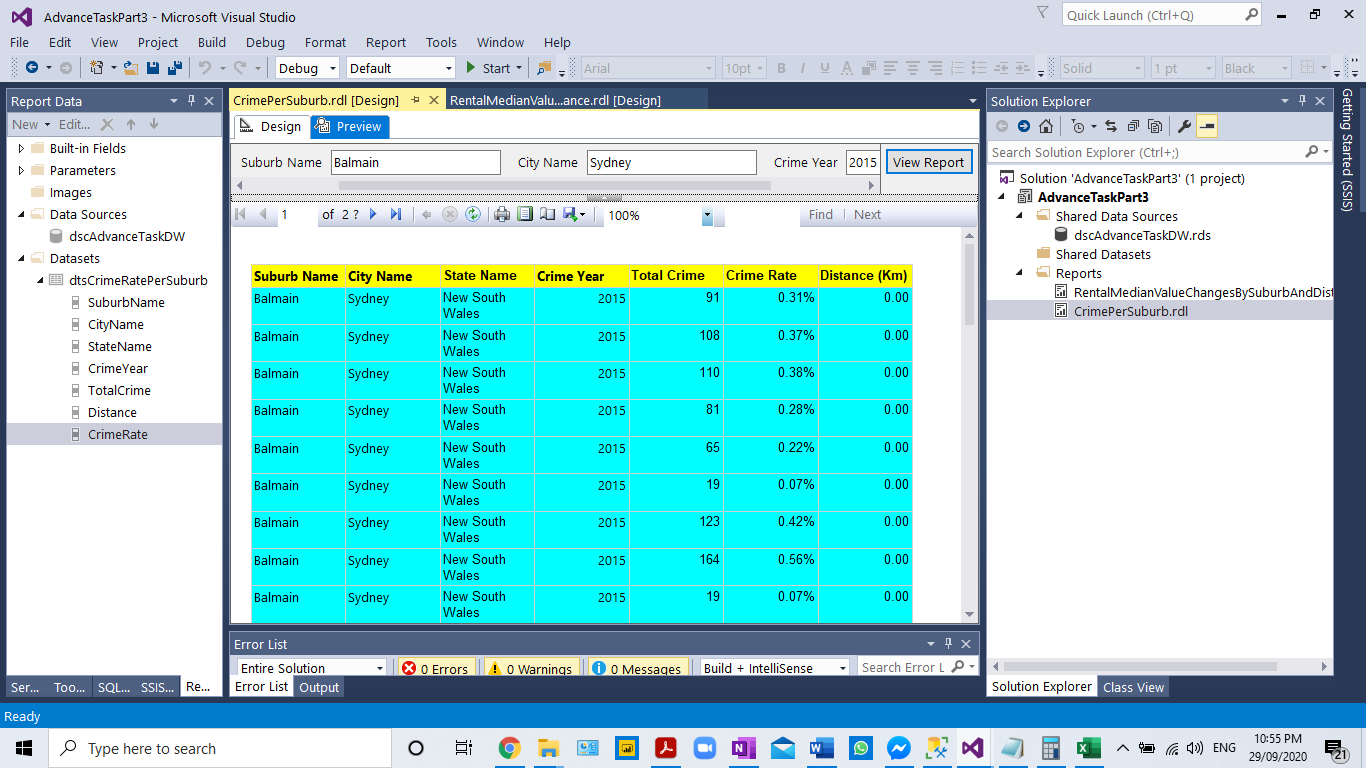 AdvanceTaskPart3 - Microsoft Visual Studio
Quick Launch (Ctrl+Q)
File Edit View Project Build Debug Format Report Tools Window Help
Debug Default Start Arial 10pt B I U A Solid 1 pt Black
Report Data
New Edit...
Built-in Fields
Parameters
Images
Data Sources
dscAdvanceTaskDW
Datasets
dtsCrimeRatePerSuburb
SuburbName
CityName
StateName
CrimeYear
TotalCrime
Distance
CrimeRate
Ser... Too... SQL... SSIS... Re...
CrimePerSuburb.rdl [Design] RentalMedianValu...ance.rdl [Design]
Design Preview
Suburb Name Balmain City Name Sydney Crime Year 2015 View Report
1 of 2 ? 100% Find Next
Suburb Name City Name State Name Crime Year Total Crime Crime Rate Distance (Km)
Balmain Sydney New South Wales 2015 91 0.31% 0.00
Balmain Sydney New South Wales 2015 108 0.37% 0.00
Balmain Sydney New South Wales 2015 110 0.38% 0.00
Balmain Sydney New South Wales 2015 81 0.28% 0.00
Balmain Sydney New South Wales 2015 65 0.22% 0.00
Balmain Sydney New South Wales 2015 19 0.07% 0.00
Balmain Sydney New South Wales 2015 123 0.42% 0.00
Balmain Sydney New South Wales 2015 164 0.56% 0.00
Balmain Sydney New South Wales 2015 19 0.07% 0.00
Error List
Entire Solution 0 Errors 0 Warnings 0 Messages Build + IntelliSense Search Error L
Error List Output
Solution Explorer
Search Solution Explorer (Ctrl+;)
Solution 'AdvanceTaskPart3' (1 project)
AdvanceTaskPart3
Shared Data Sources
dscAdvanceTaskDW.rds
Shared Datasets
Reports
RentalMedianValueChangesBySuburbAndDist
CrimePerSuburb.rdl
Solution Explorer Class View
Getting Started (SSIS)
Ready
Type here to search
ENG
10:55 PM
29/09/2020
21